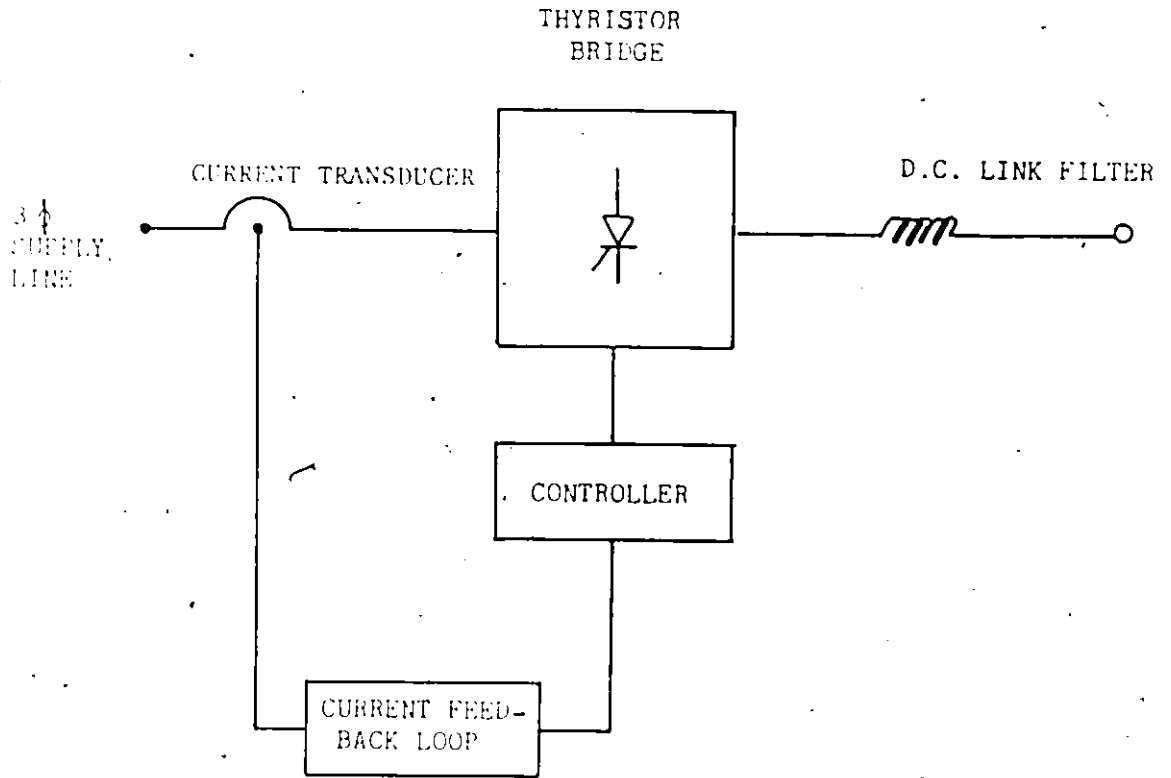 THYRISTOR
BRIDGE
CURRENT TRANSDUCER
D.C. LINK FILTER
3 ϕ
SUPPLY
LINE
CONTROLLER
CURRENT FEED-
BACK LOOP